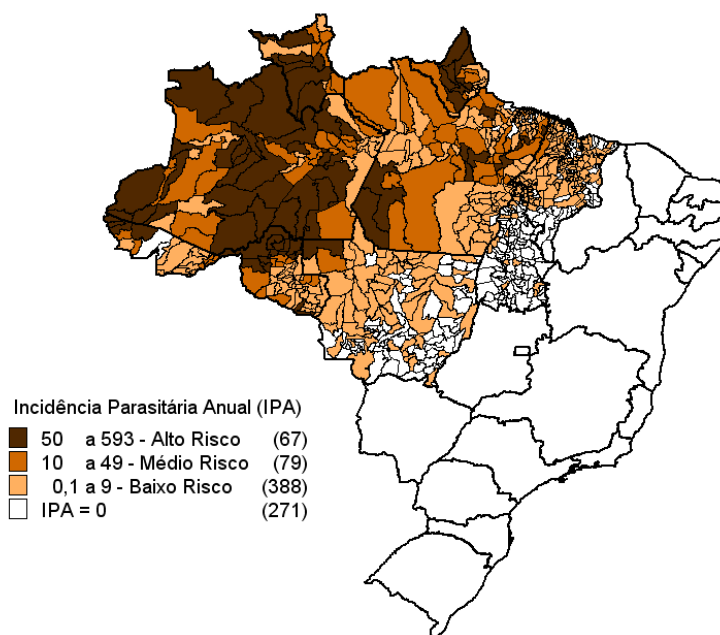 Incidência Parasitária Anual (IPA)
50 a 593 - Alto Risco (67)
10 a 49 - Médio Risco (79)
0,1 a 9 - Baixo Risco (388)
IPA = 0 (271)